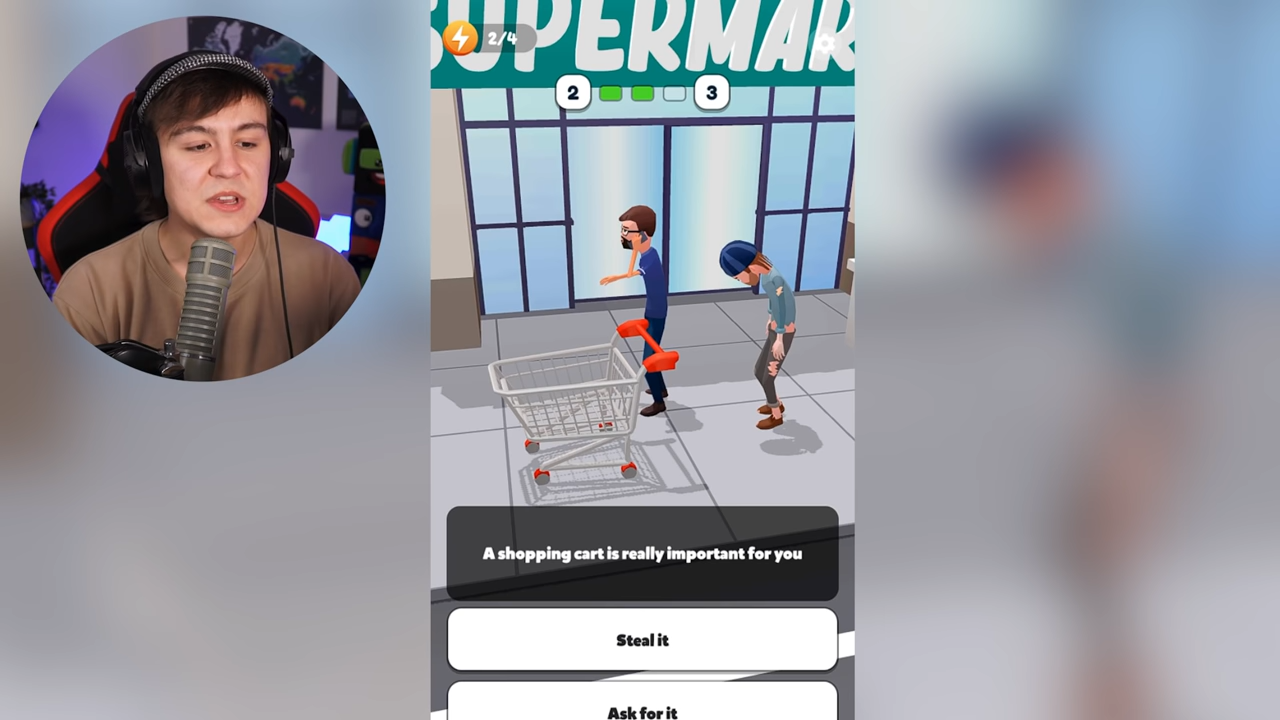 SUPERMAR
2/4
2
3
A shopping cart is really important for you
Steal it
Ask for it